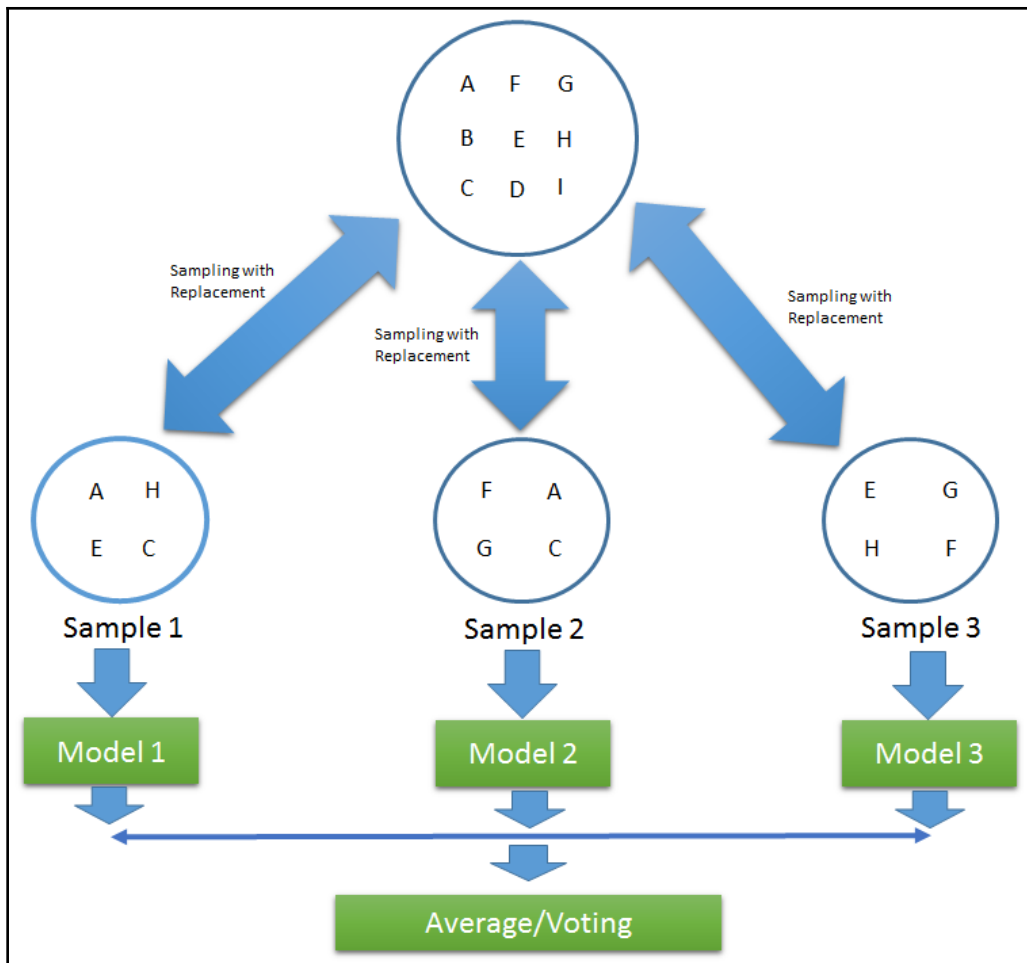 A F G
B E H
C D I
Sampling with
Replacement
Sampling with
Replacement
Sampling with
Replacement
A H
E C
F A
G C
E G
H F
Sample 1
Sample 2
Sample 3
Model 1
Model 2
Model 3
Average/Voting